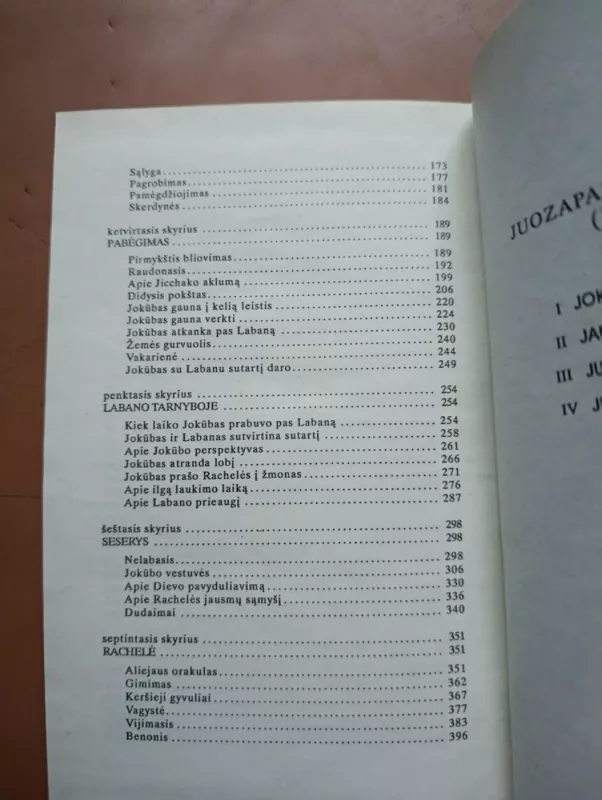 Sąlyga 173
Pagrobimas 177
Pamėgdžiojimas 181
Skerdynės 184
ketvirtasis skyrius 189
PABĖGIMAS 189
Pirmykštis bliovimas 189
Raudonasis 192
Apie Jicchako aklumą 199
Didysis pokštas 206
Jokūbas gauna į kelią leistis 220
Jokūbas gauna verkti 224
Jokūbas atkanka pas Labaną 230
Žemės gurvuolis 240
Vakarienė 244
Jokūbas su Labanu sutartį daro 249
penktasis skyrius 254
LABANO TARNYBOJE 254
Kiek laiko Jokūbas prabuvo pas Labaną 254
Jokūbas ir Labanas sutvirtina sutartį 258
Apie Jokūbo perspektyvas 261
Jokūbas atranda lobį 266
Jokūbas prašo Rachelės į žmonas 271
Apie ilgą laukimo laiką 276
Apie Labano prieaugį 287
šeštasis skyrius 298
SESERYS 298
Nelabasis 298
Jokūbo vestuvės 306
Apie Dievo pavyduliavimą 330
Apie Rachelės jausmų sąmyšį 336
Dudaimai 340
septintasis skyrius 351
RACHELĖ 351
Aliejaus orakulas 351
Gimimas 362
Keršieji gyvuliai 367
Vagystė 377
Vijimasis 383
Benonis 396
JUOZAPA
(
I JOK
II JA
III JU
IV J